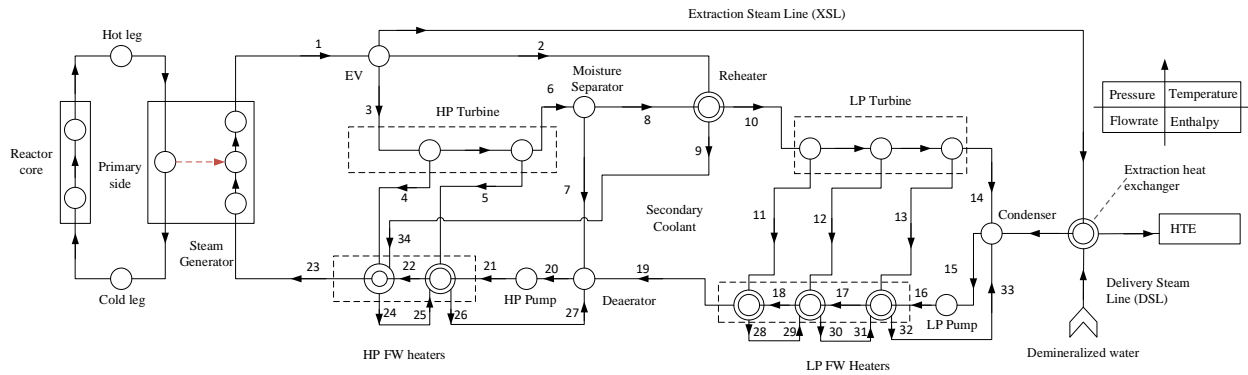 Extraction Steam Line (XSL)
Hot leg
1
2
EV
Moisture
Separator
Reheater
3
HP Turbine
6
8
10
LP Turbine
Pressure
Temperature
Flowrate
Enthalpy
Reactor
core
Primary
side
9
4
5
7
11
12
13
14
Extraction heat
exchanger
Secondary
Coolant
Condenser
HTE
Steam
Generator
34
23
22
21
20
19
15
Cold leg
HP Pump
Deaerator
18
17
16
33
Delivery Steam
Line (DSL)
24
25
26
27
28
29
30
31
32
LP Pump
HP FW heaters
LP FW Heaters
Demineralized water